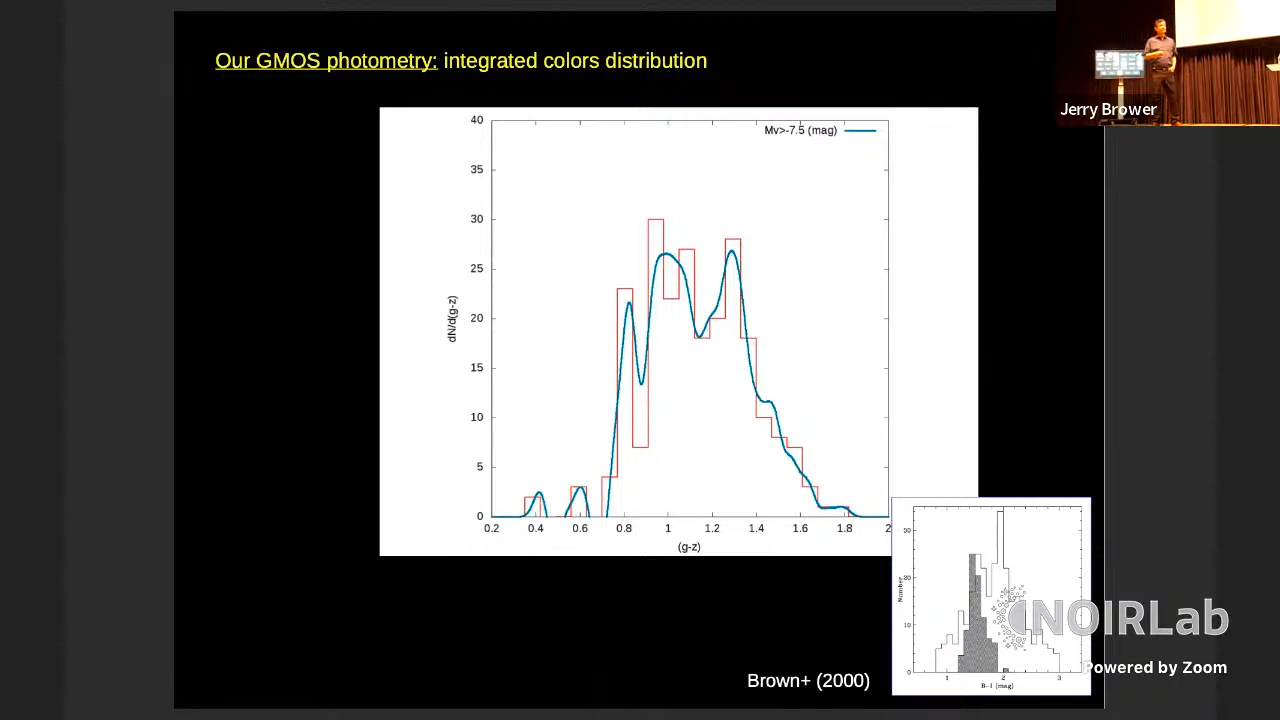 Our GMOS photometry: integrated colors distribution
Jerry Brower
Mv>-7.5 (mag)
40
35
30
25
20
15
10
5
0
dN/d(g-z)
0.2 0.4 0.6 0.8 1 1.2 1.4 1.6 1.8 2
(g-z)
30
20
10
0
Number
1 2 3
B-I (mag)
NOIRLab
Powered by Zoom
Brown+ (2000)